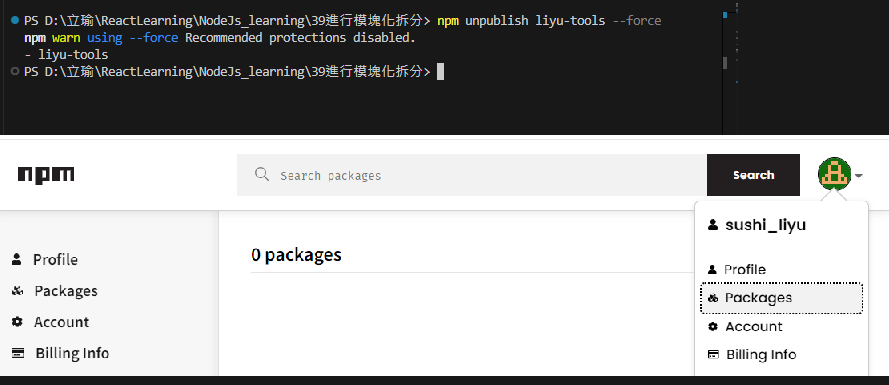 PS D:\立瑜\ReactLearning\NodeJs_learning\39進行模塊化拆分> npm unpublish liyu-tools --force
npm warn using --force Recommended protections disabled.
- liyu-tools
PS D:\立瑜\ReactLearning\NodeJs_learning\39進行模塊化拆分>
npm
Search packages
Search
sushi_liyu
Profile
Packages
Account
Billing Info
0 packages
Profile
Packages
Account
Billing Info